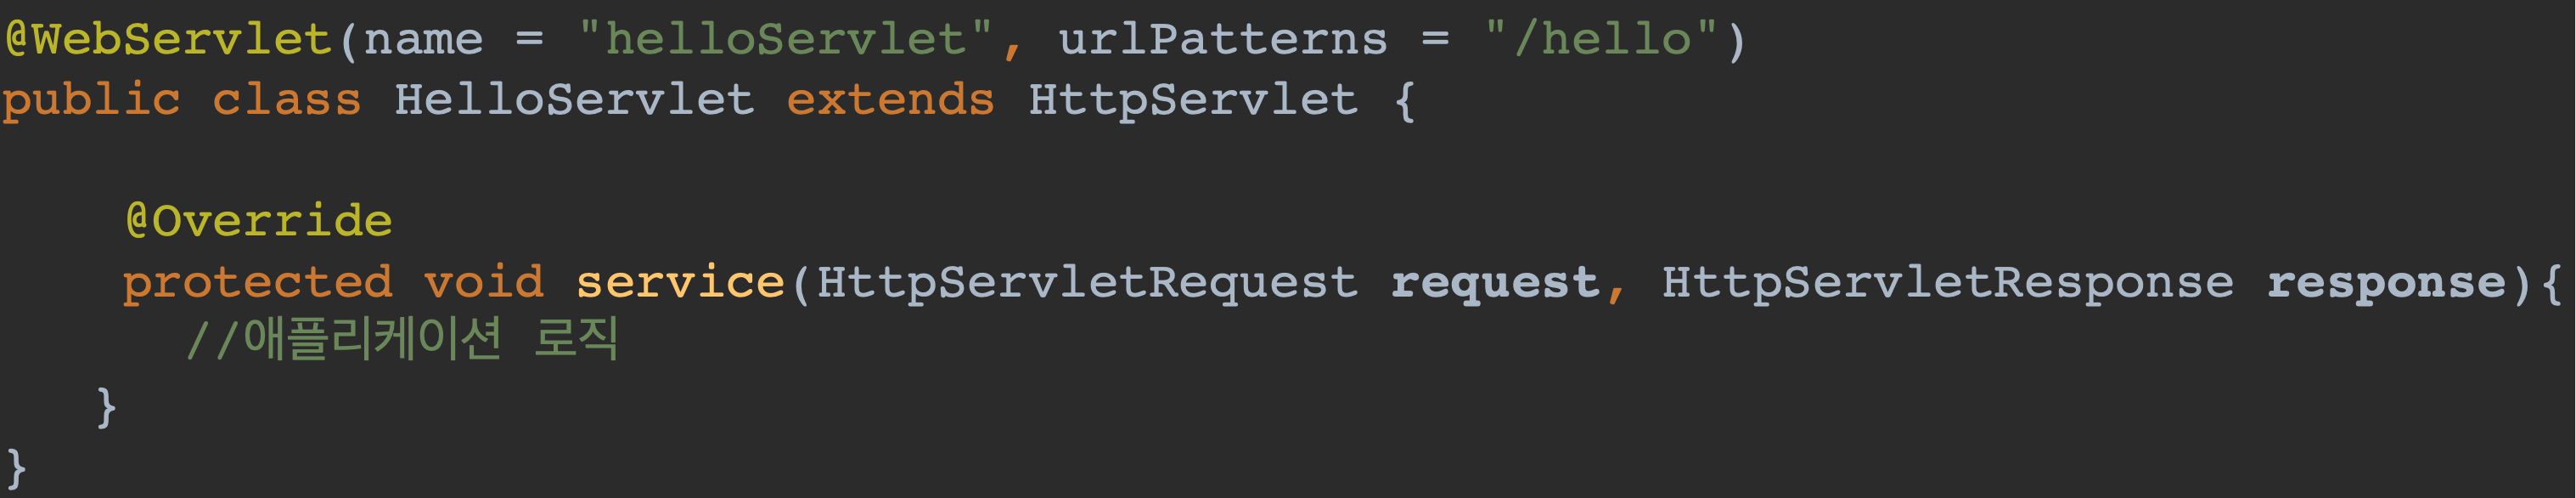 @WebServlet(name = "helloServlet", urlPatterns = "/hello")
public class HelloServlet extends HttpServlet {
@Override
protected void service(HttpServletRequest request, HttpServletResponse response){
//애플리케이션 로직
}
}